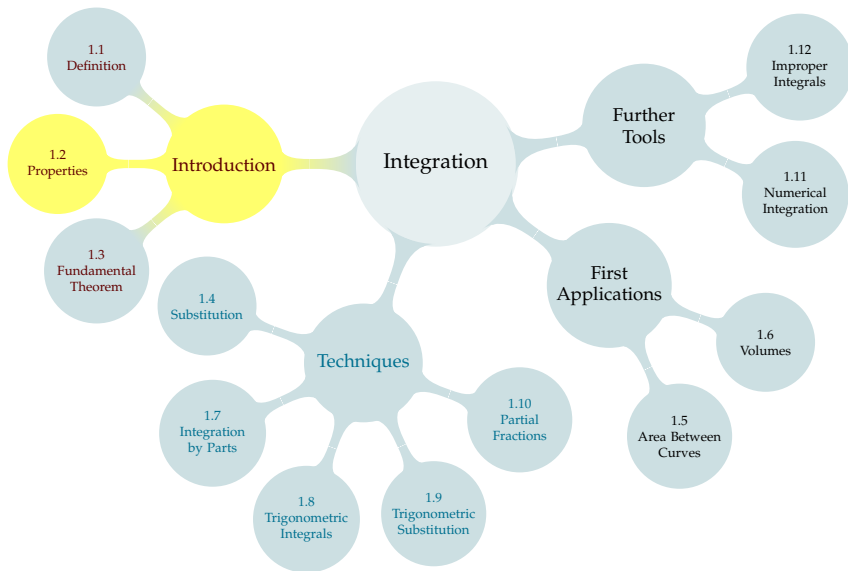 1.1
Definition
1.2
Properties
1.3
Fundamental
Theorem
Introduction
Integration
Further
Tools
1.12
Improper
Integrals
1.11
Numerical
Integration
First
Applications
1.6
Volumes
1.5
Area Between
Curves
Techniques
1.4
Substitution
1.7
Integration
by Parts
1.8
Trigonometric
Integrals
1.9
Trigonometric
Substitution
1.10
Partial
Fractions